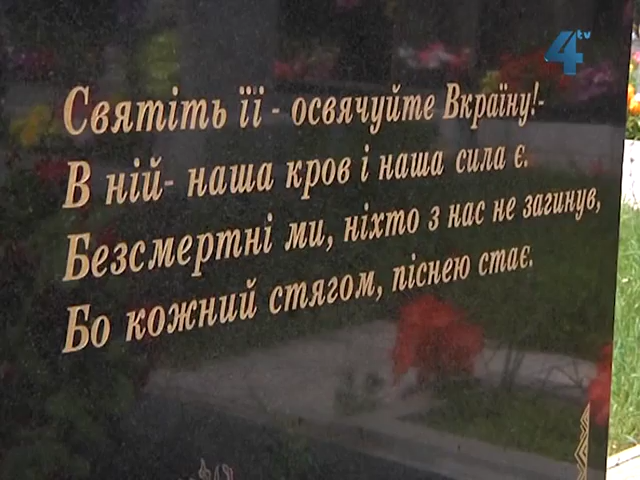 4tv
Святіть її - освячуйте Вкраїну!-
В ній- наша кров і наша сила є.
Безсмертні ми, ніхто з нас не загинув,
Бо кожний стягом, піснею стає.